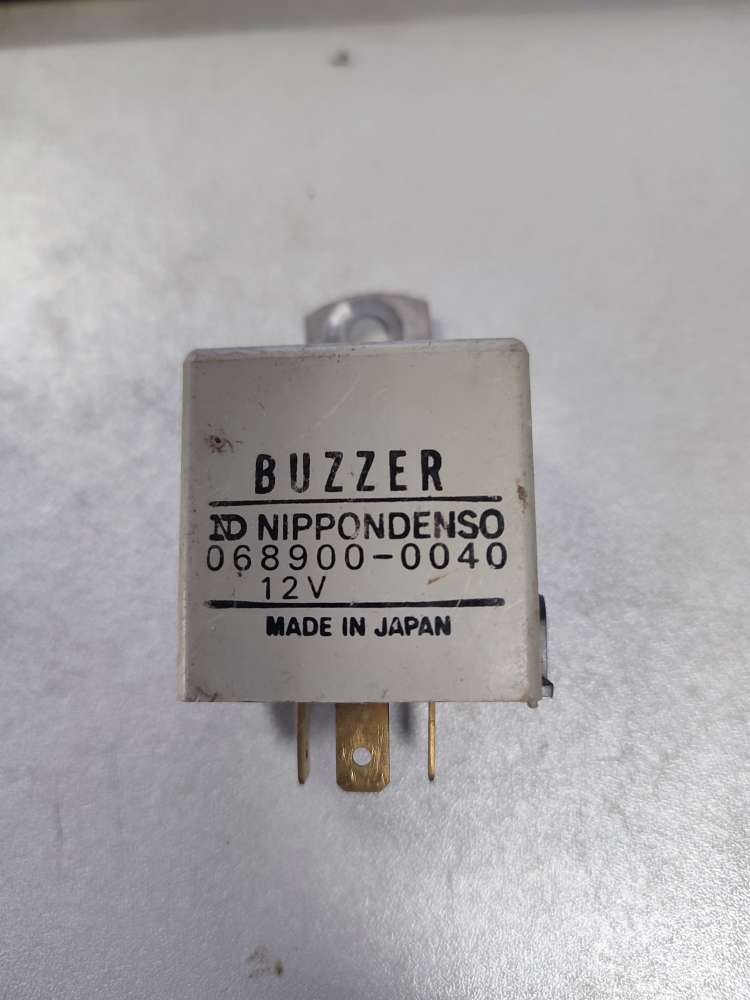 BUZZER
ND NIPPONDENSO
068900-0040
12V
MADE IN JAPAN